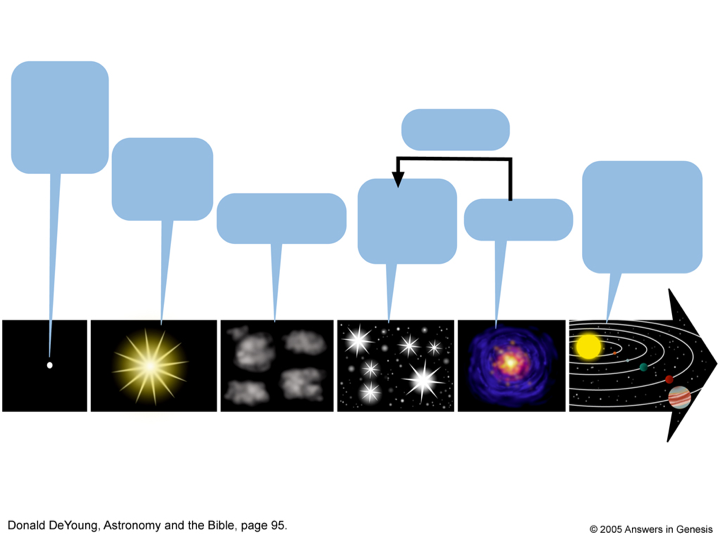 Donald DeYoung, Astronomy and the Bible, page 95.
© 2005 Answers in Genesis